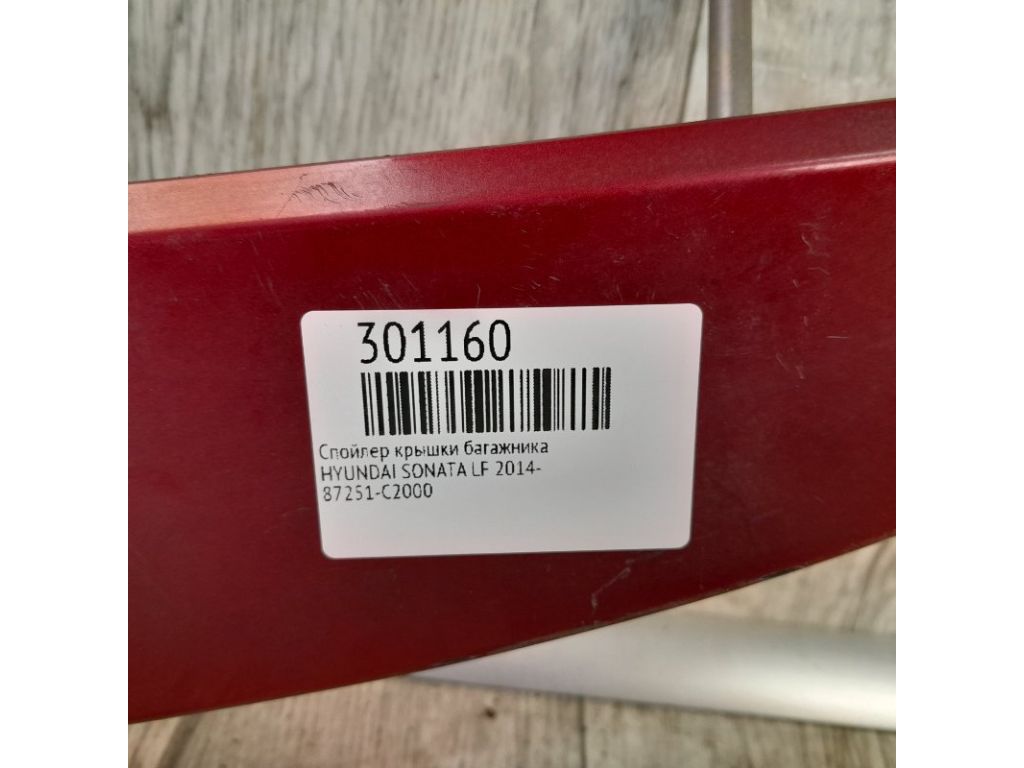 301160
Спойлер крышки багажника
HYUNDAI SONATA LF 2014-
87251-C2000